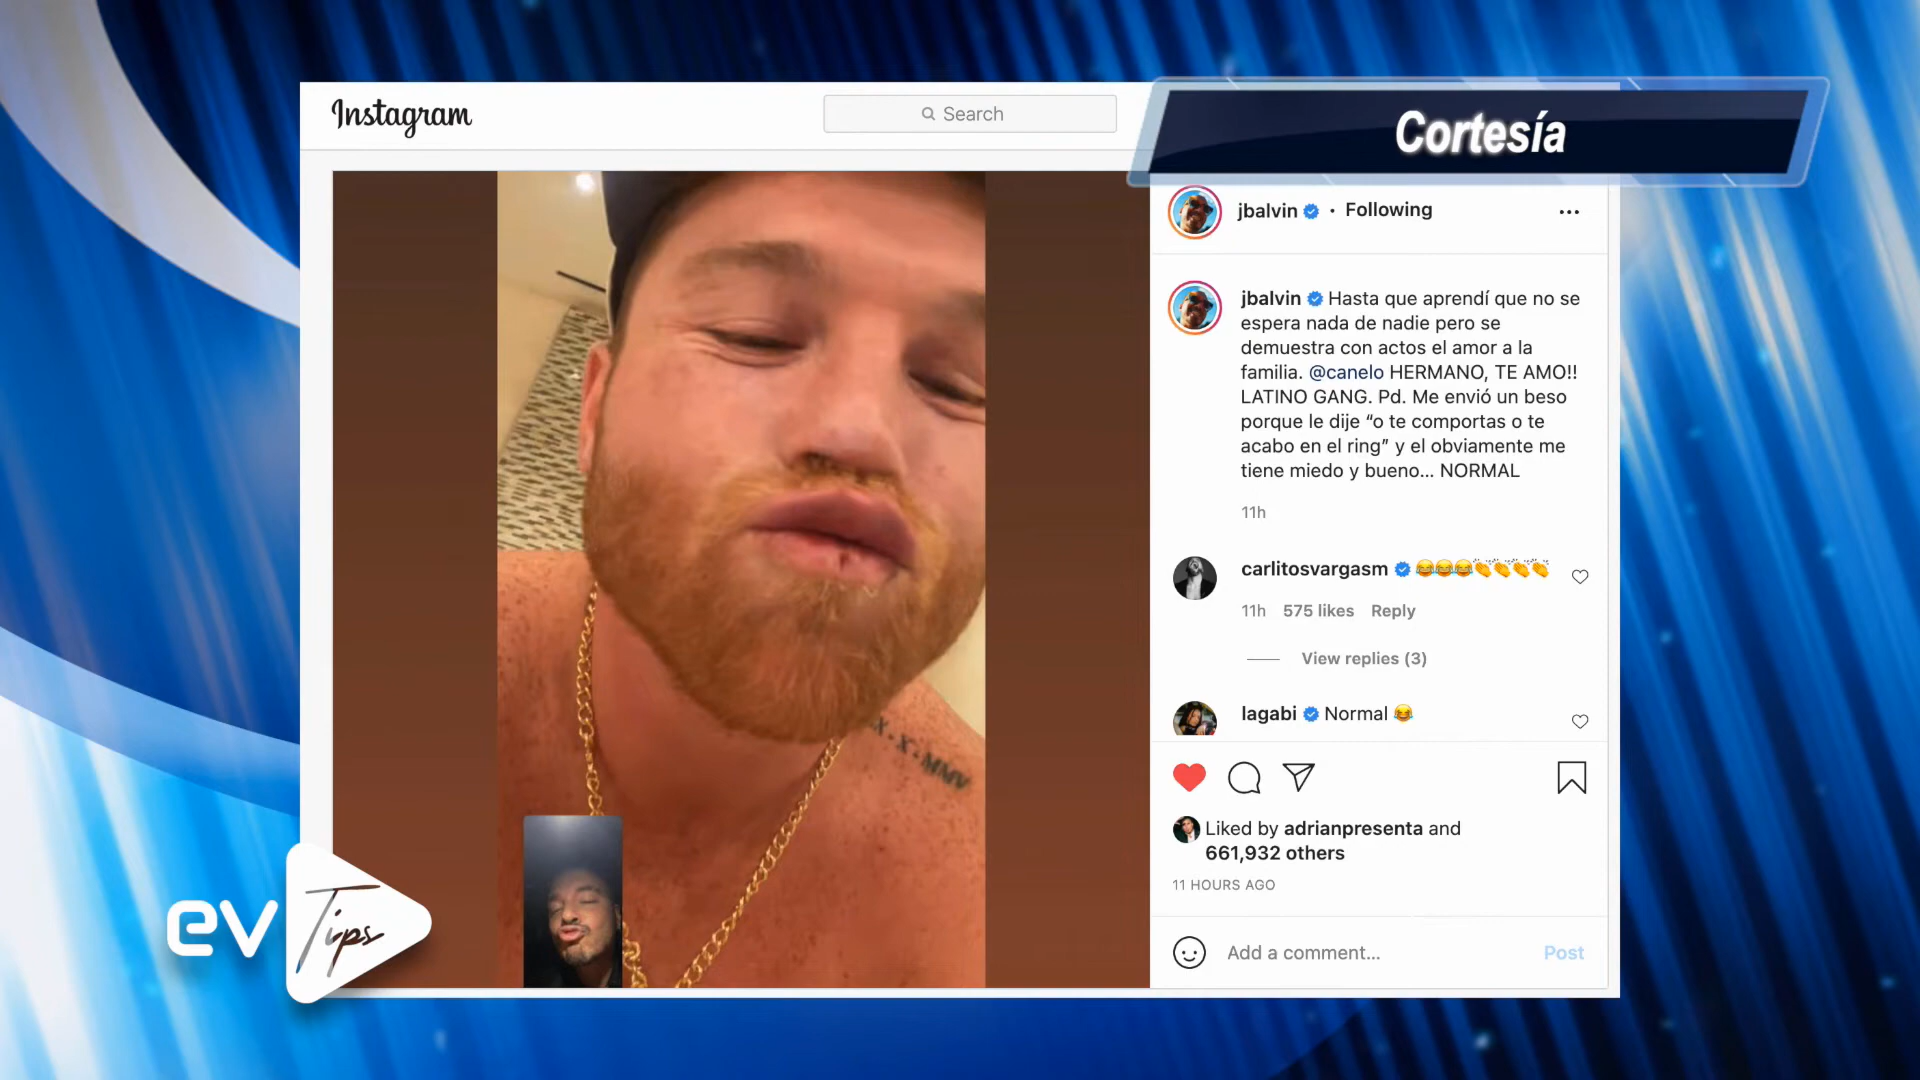 Instagram
Search
Cortesía
jbalvin • Following
jbalvin Hasta que aprendí que no se
espera nada de nadie pero se
demuestra con actos el amor a la
familia. @canelo HERMANO, TE AMO!!
LATINO GANG. Pd. Me envió un beso
porque le dije “o te comportas o te
acabo en el ring” y el obviamente me
tiene miedo y bueno... NORMAL
11h
carlitosvargasm 😂😂😂👏👏👏👏
11h 575 likes Reply
View replies (3)
lagabi Normal 😂
Liked by adrianpresenta and
661,932 others
11 HOURS AGO
Add a comment... Post
X • X • MMV
ev Tips